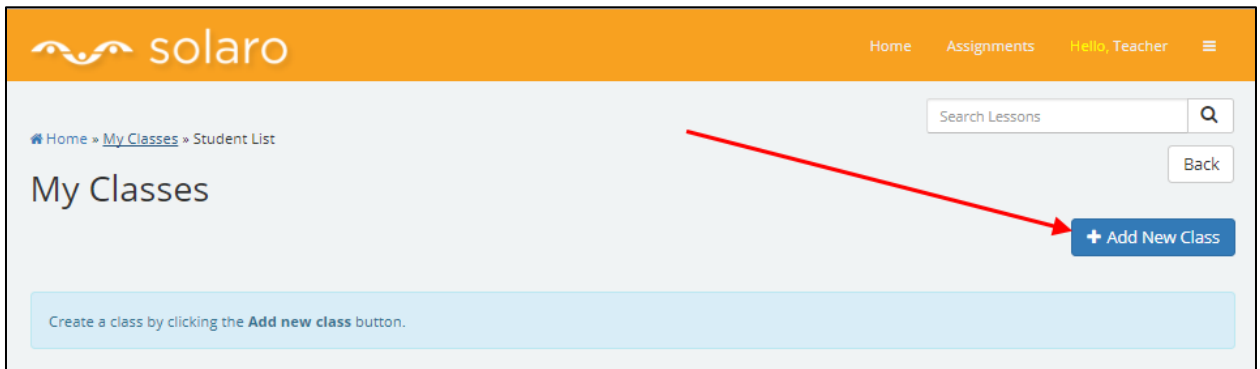 solaro
Home Assignments Hello, Teacher
Search Lessons
Home » My Classes » Student List
Back
My Classes
+ Add New Class
Create a class by clicking the Add new class button.